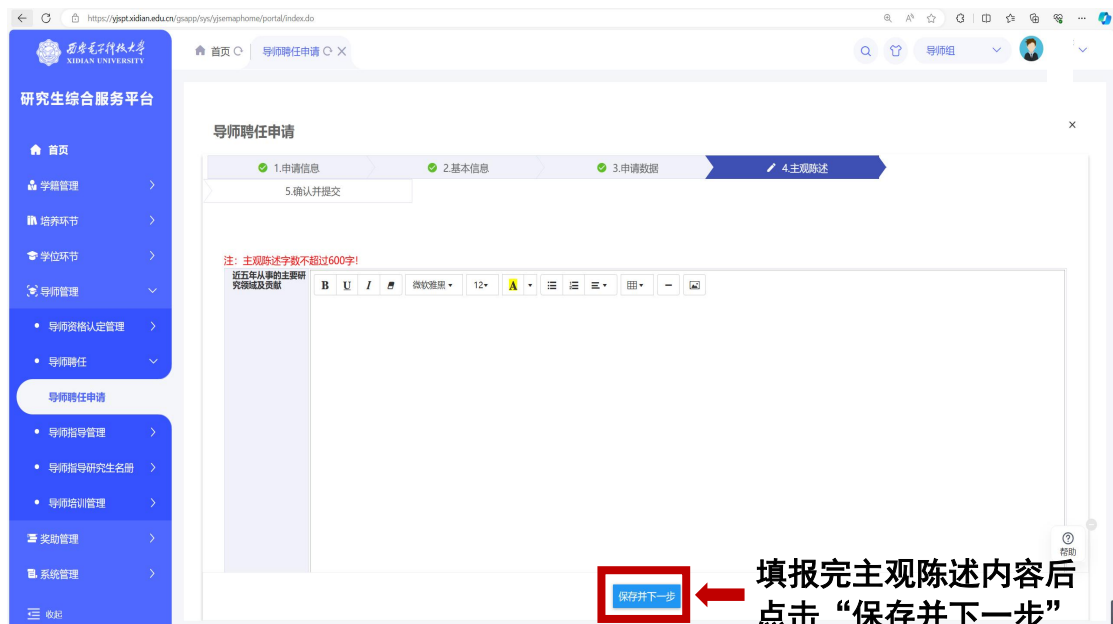 https://yjspt.xidian.edu.cn/gsapp/sys/yjsemaphome/portal/index.do
西安电子科技大学
XIDIAN UNIVERSITY
首页
导师聘任申请
导师组
研究生综合服务平台
首页
学籍管理
培养环节
学位环节
导师管理
导师资格认定管理
导师聘任
导师聘任申请
导师指导管理
导师指导研究生名册
导师培训管理
奖助管理
系统管理
收起
导师聘任申请
1.申请信息
2.基本信息
3.申请数据
4.主观陈述
5.确认并提交
注：主观陈述字数不超过600字!
近五年从事的主要研
究领域及贡献
B U I 微软雅黑 12 A
帮助
保存并下一步
填报完主观陈述内容后
点击“保存并下一步”